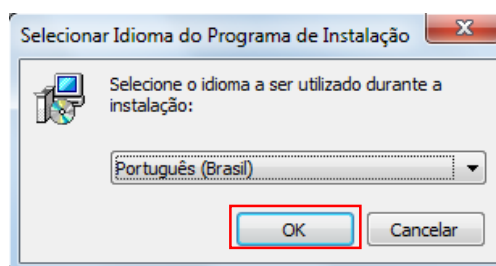 Selecionar Idioma do Programa de Instalação
Selecione o idioma a ser utilizado durante a
instalação:
Português (Brasil)
OK
Cancelar